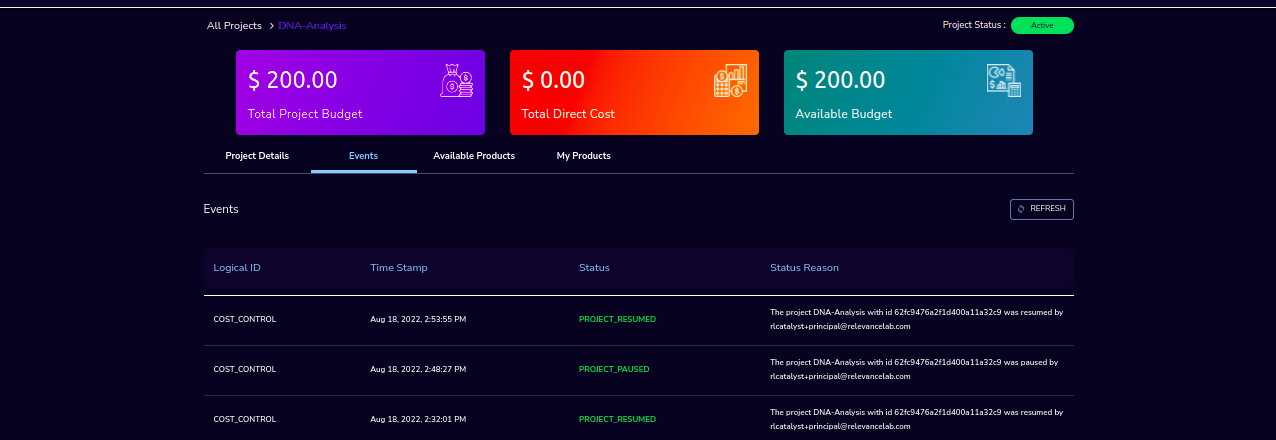 All Projects > DNA-Analysis
Project Status : Active
$ 200.00
Total Project Budget
$ 0.00
Total Direct Cost
$ 200.00
Available Budget
Project Details Events Available Products My Products
Events
REFRESH
Logical ID Time Stamp Status Status Reason
COST_CONTROL Aug 18, 2022, 2:53:55 PM PROJECT_RESUMED The project DNA-Analysis with id 62fc9476a2f1d400a11a32c9 was resumed by
rlcatalyst+principal@relevancelab.com
COST_CONTROL Aug 18, 2022, 2:48:27 PM PROJECT_PAUSED The project DNA-Analysis with id 62fc9476a2f1d400a11a32c9 was paused by
rlcatalyst+principal@relevancelab.com
COST_CONTROL Aug 18, 2022, 2:32:01 PM PROJECT_RESUMED The project DNA-Analysis with id 62fc9476a2f1d400a11a32c9 was resumed by
rlcatalyst+principal@relevancelab.com